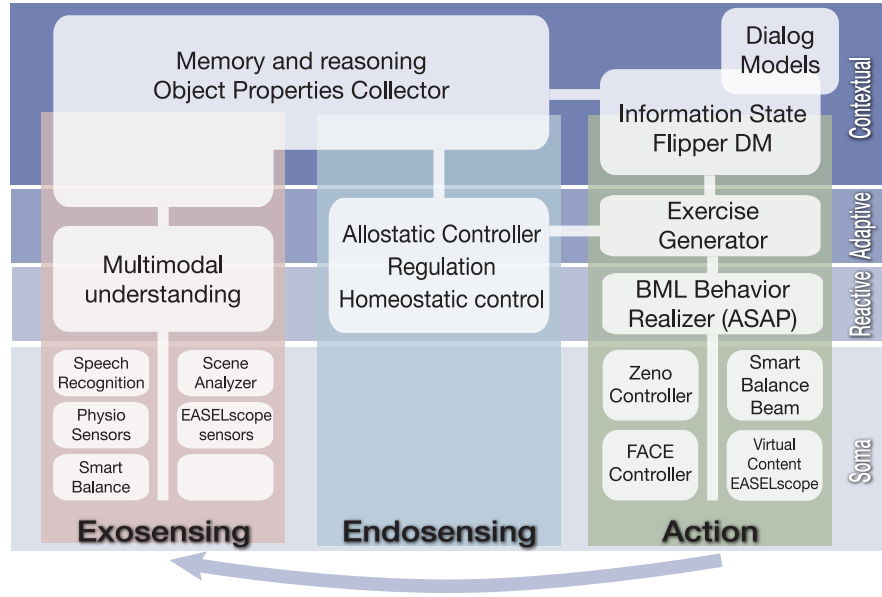 Memory and reasoning
Object Properties Collector
Dialog
Models
Information State
Flipper DM
Contextual
Allostatic Controller
Regulation
Homeostatic control
Exercise
Generator
Adaptive
Multimodal
understanding
BML Behavior
Realizer (ASAP)
Reactive
Speech
Recognition
Scene
Analyzer
Physio
Sensors
EASELscope
sensors
Smart
Balance
Zeno
Controller
Smart
Balance
Beam
FACE
Controller
Virtual
Content
EASELscope
Soma
Exosensing
Endosensing
Action